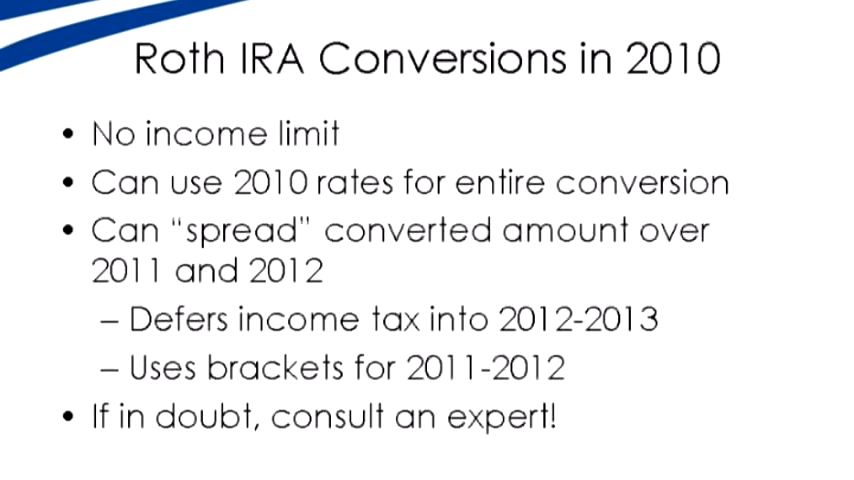 Roth IRA Conversions in 2010
• No income limit
• Can use 2010 rates for entire conversion
• Can "spread" converted amount over
2011 and 2012
– Defers income tax into 2012-2013
– Uses brackets for 2011-2012
• If in doubt, consult an expert!